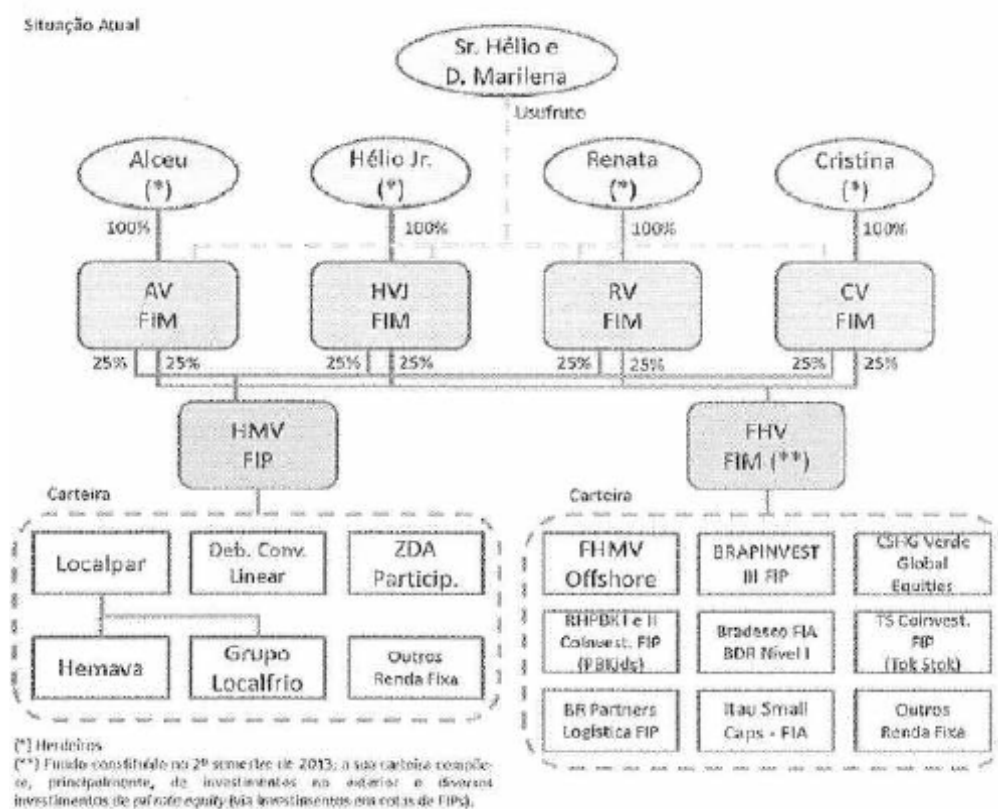 Situação Atual
Sr. Hélio e
D. Marilena
Usufruto
Alceu
(*)
Hélio Jr.
(*)
Renata
(*)
Cristina
(*)
100%
100%
100%
100%
AV
FIM
HVJ
FIM
RV
FIM
CV
FIM
25%
25%
25%
25%
25%
25%
25%
25%
HMV
FIP
FHV
FIM (**)
Carteira
Localpar
Deb. Conv.
Linear
ZDA
Particip.
Hemava
Grupo
Localfrio
Outros
Renda Fixa
Carteira
FHMV
Offshore
BRAPINVEST
III FIP
CSHG Verde
Global
Equities
I e II
Coinvest. FIP
(PBKids)
Bradesco FIA
BDR Nível I
TS Coinvest.
FIP
(Tok Stok)
BR Partners
Logística FIP
Itau Small
Caps - FIA
Outros
Renda Fixa
(*) Herdeiros
(**) Fundo constituído no 2º semestre de 2013; a sua carteira compõe-
se, principalmente, de investimentos no exterior e diversos
investimentos de private equity (via investimentos em cotas de FIPs).